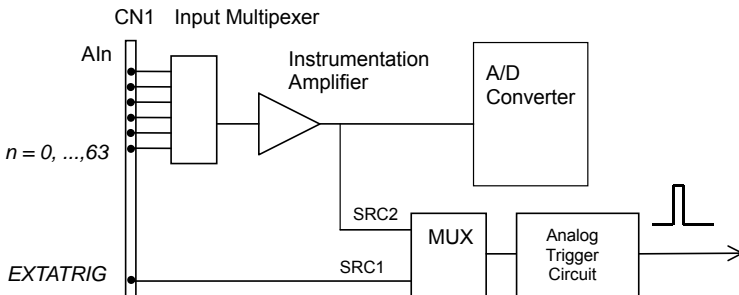 CN1 Input Multipexer
AIn
Instrumentation
Amplifier
A/D
Converter
n = 0, ...,63
SRC2
MUX
Analog
Trigger
Circuit
EXTATRIG
SRC1